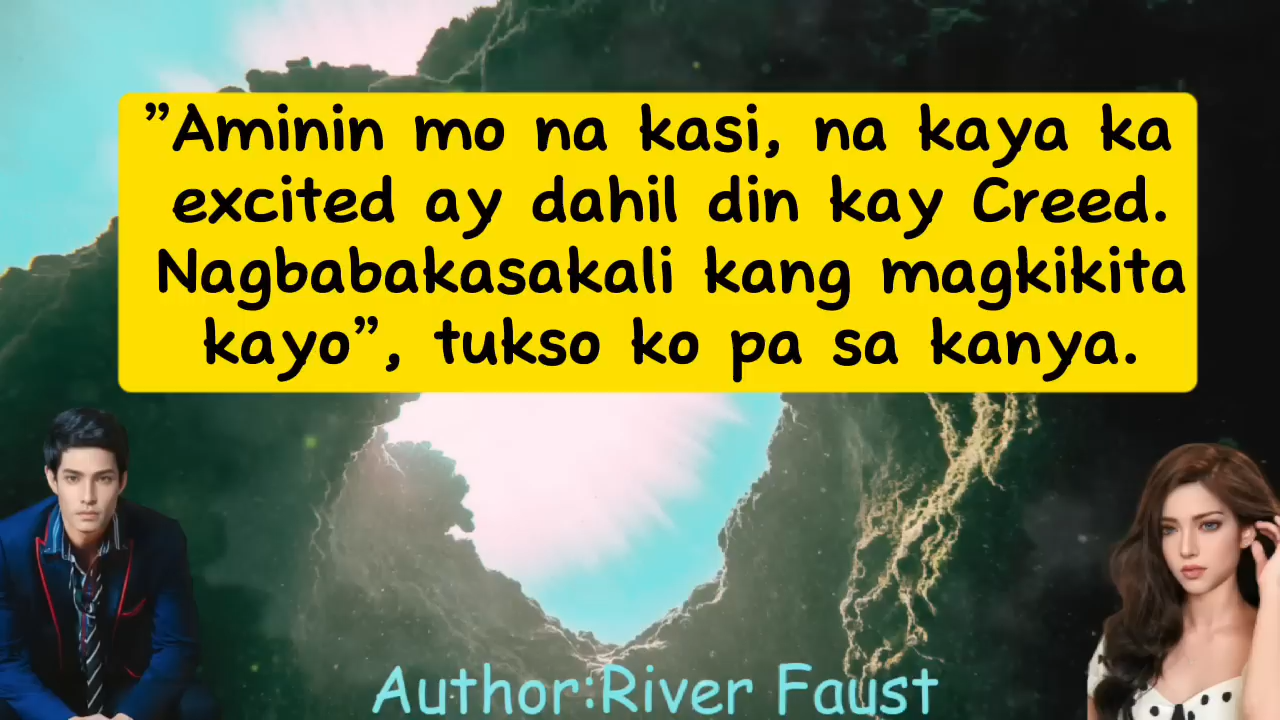 ”Aminin mo na kasi, na kaya ka
excited ay dahil din kay Creed.
Nagbabakasakali kang magkikita
kayo”, tukso ko pa sa kanya.
Author:River Faust